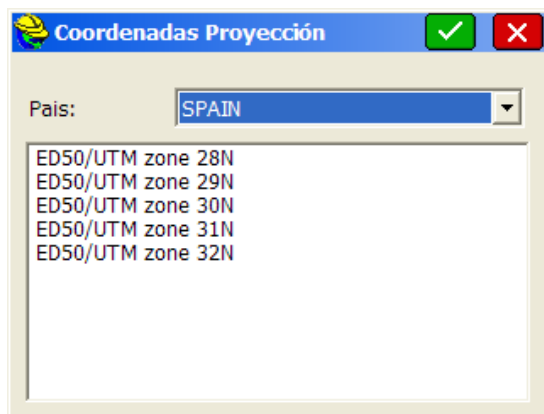 Coordenadas Proyección
Pais: SPAIN
ED50/UTM zone 28N
ED50/UTM zone 29N
ED50/UTM zone 30N
ED50/UTM zone 31N
ED50/UTM zone 32N